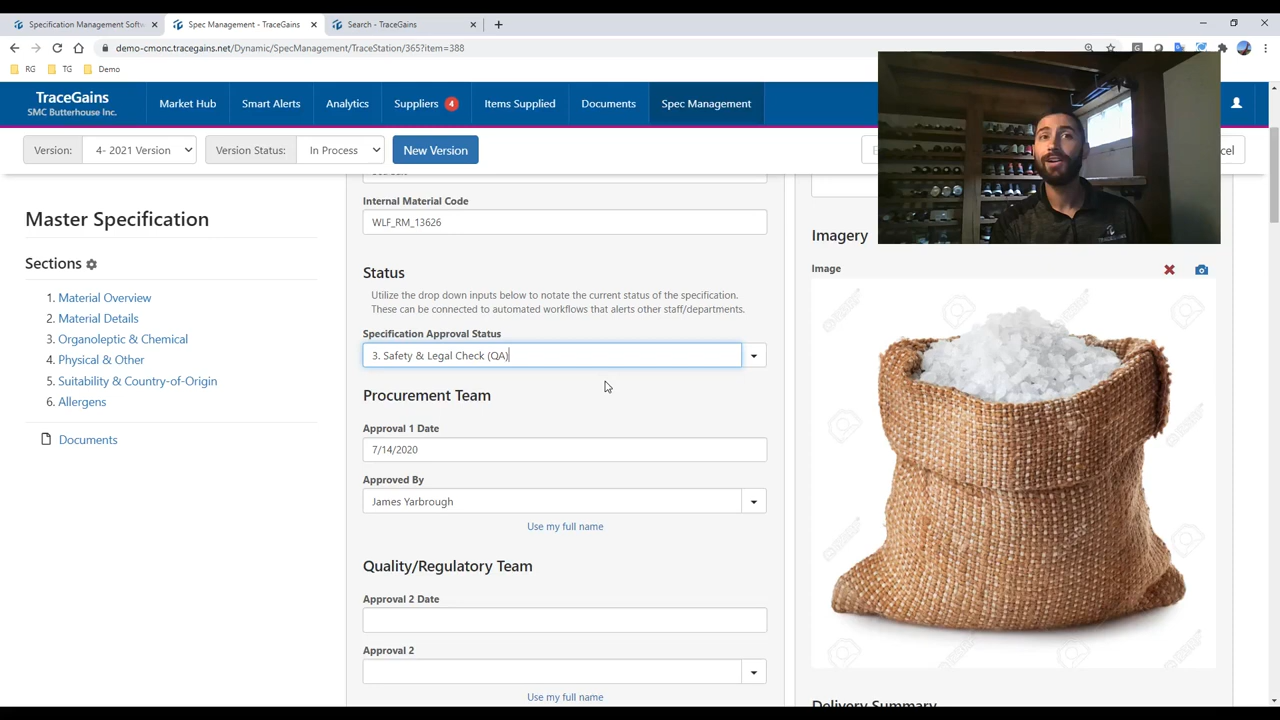 Specification Management Softw
Spec Management - TraceGains
Search - TraceGains
demo-cmonc.tracegains.net/Dynamic/SpecManagement/TraceStation/365?item=388
RG
TG
Demo
TraceGains
SMC Butterhouse Inc.
Market Hub
Smart Alerts
Analytics
Suppliers 4
Items Supplied
Documents
Spec Management
Version:
4- 2021 Version
Version Status:
In Process
New Version
Master Specification
Sections
1. Material Overview
2. Material Details
3. Organoleptic & Chemical
4. Physical & Other
5. Suitability & Country-of-Origin
6. Allergens
Documents
Internal Material Code
WLF_RM_13626
Status
Utilize the drop down inputs below to notate the current status of the specification.
These can be connected to automated workflows that alerts other staff/departments.
Specification Approval Status
3. Safety & Legal Check (QA)
Procurement Team
Approval 1 Date
7/14/2020
Approved By
James Yarbrough
Use my full name
Quality/Regulatory Team
Approval 2 Date
Approval 2
Use my full name
Imagery
Image
Delivery Summary